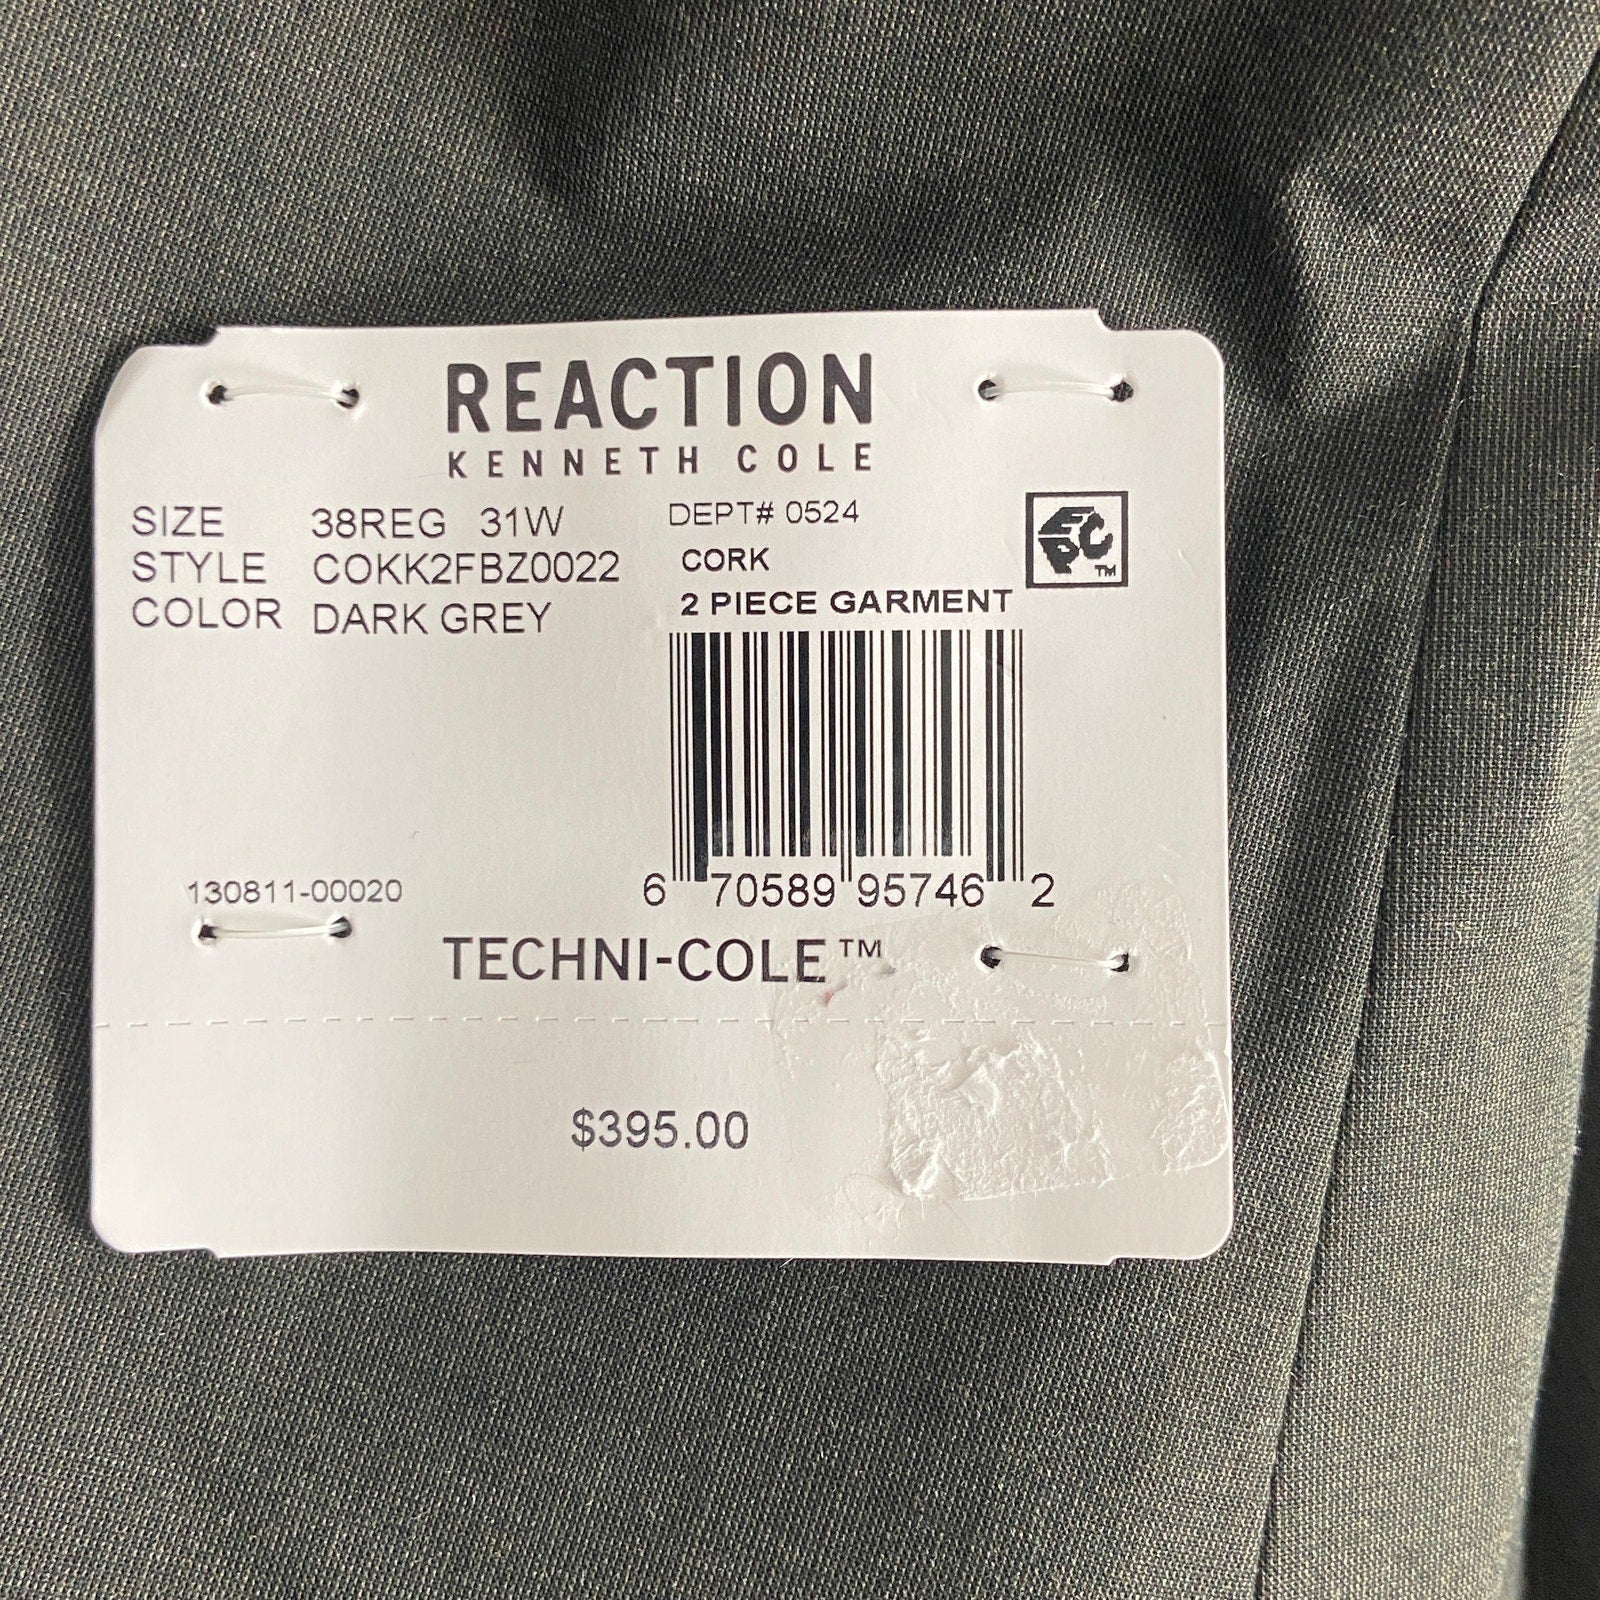 REACTION
KENNETH COLE
SIZE 38REG 31W DEPT# 0524
STYLE COKK2FBZ0022 CORK
COLOR DARK GREY 2 PIECE GARMENT
EPC™
130811-00020
6 70589 95746 2
TECHNI-COLE™
$395.00